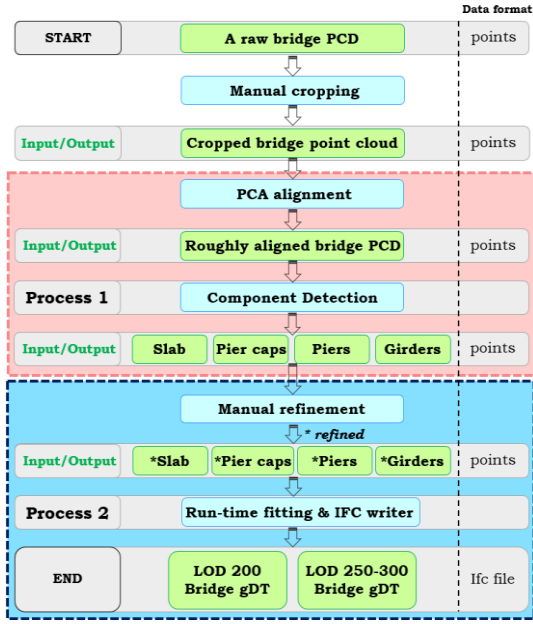 Data format
START
A raw bridge PCD
points
Manual cropping
Input/Output
Cropped bridge point cloud
points
PCA alignment
Input/Output
Roughly aligned bridge PCD
points
Process 1
Component Detection
Input/Output
Slab
Pier caps
Piers
Girders
points
Manual refinement
* refined
Input/Output
*Slab
*Pier caps
*Piers
*Girders
points
Process 2
Run-time fitting & IFC writer
END
LOD 200
Bridge gDT
LOD 250-300
Bridge gDT
Ifc file